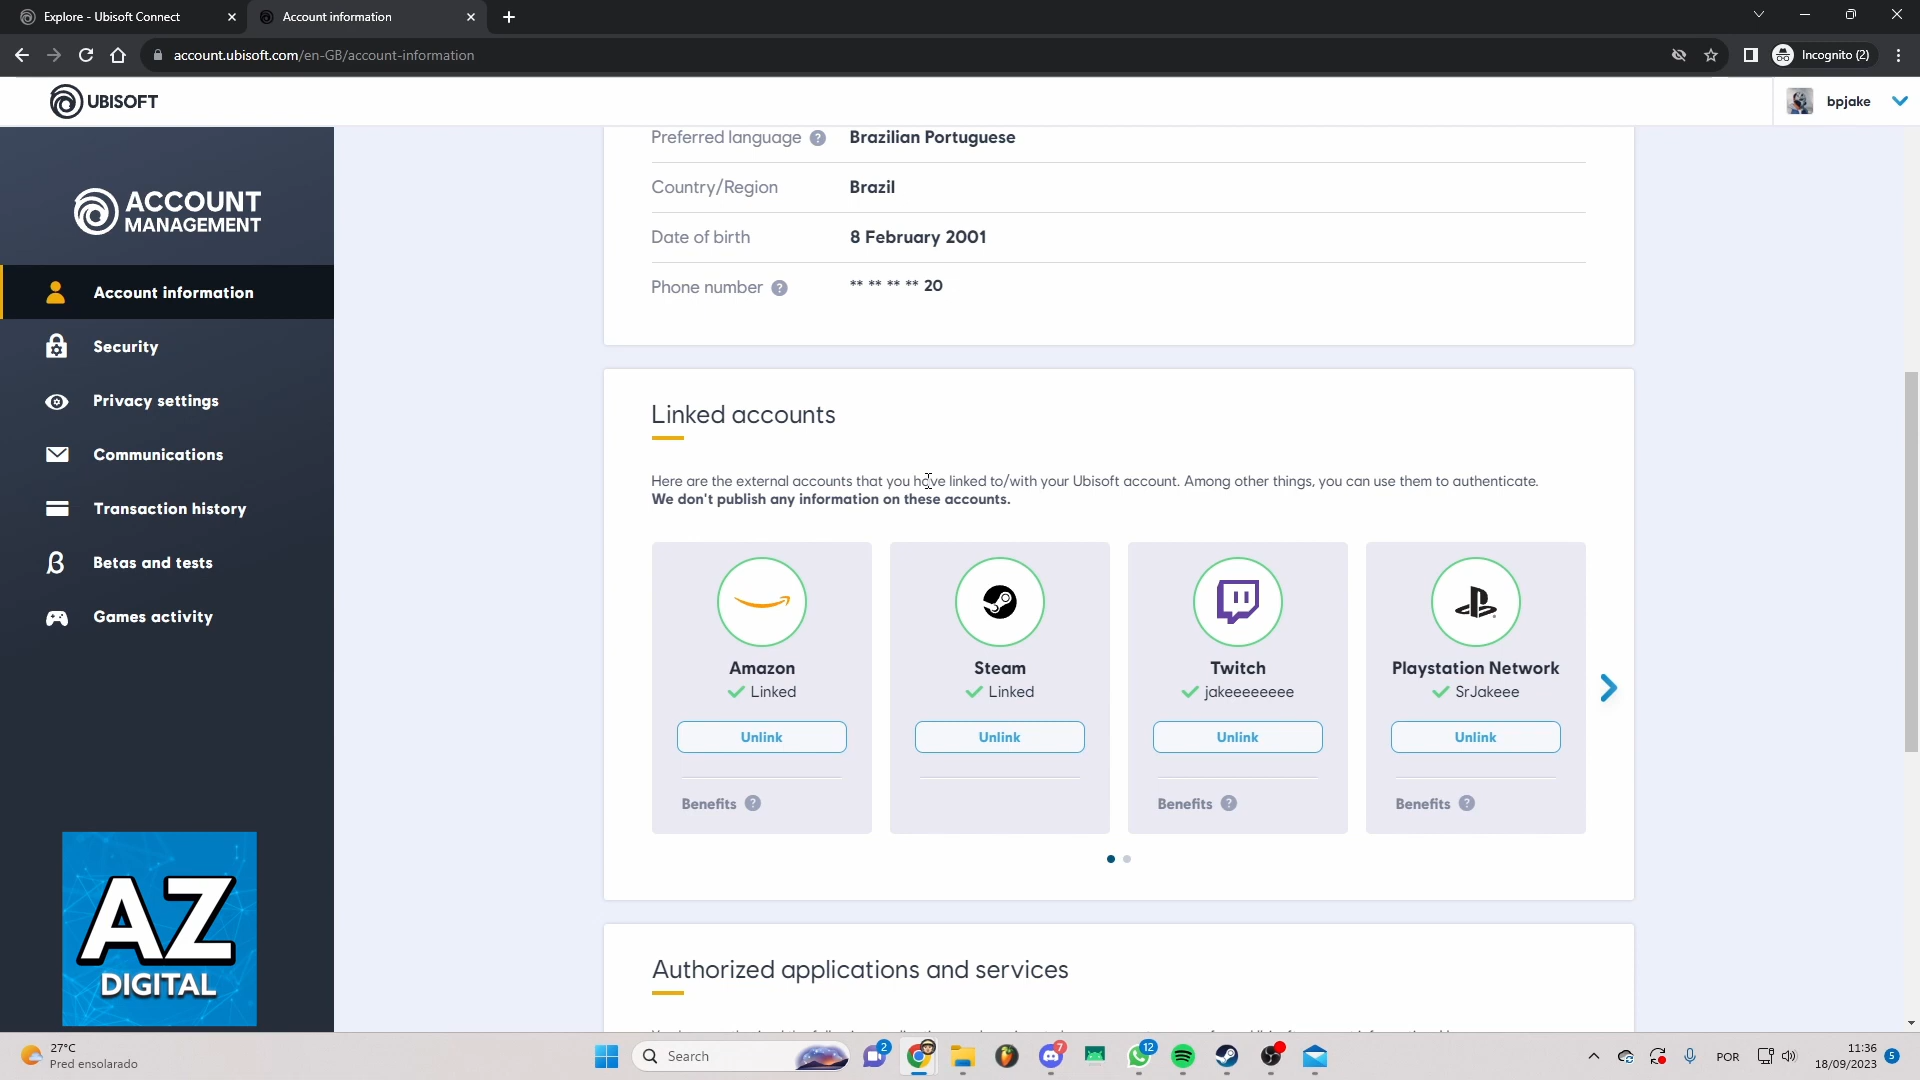 Explore - Ubisoft Connect
Account information
account.ubisoft.com/en-GB/account-information
Incognito (2)
UBISOFT
bpjake
ACCOUNT
MANAGEMENT
Account information
Security
Privacy settings
Communications
Transaction history
Betas and tests
Games activity
AZ
DIGITAL
Preferred language ? Brazilian Portuguese
Country/Region Brazil
Date of birth 8 February 2001
Phone number ? ** ** ** ** 20
Linked accounts
Here are the external accounts that you have linked to/with your Ubisoft account. Among other things, you can use them to authenticate.
We don't publish any information on these accounts.
Amazon
Linked
Unlink
Benefits ?
Steam
Linked
Unlink
Twitch
jakeeeeeeee
Unlink
Benefits ?
Playstation Network
SrJakeee
Unlink
Benefits ?
Authorized applications and services
27°C
Pred ensolarado
Search
2
7
12
POR
11:36
18/09/2023
5